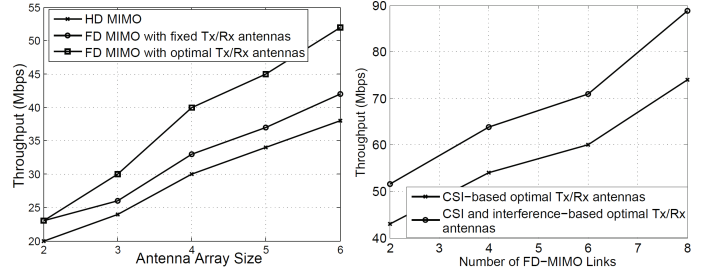 55
50
45
40
35
30
25
20
Throughput (Mbps)
HD MIMO
FD MIMO with fixed Tx/Rx antennas
FD MIMO with optimal Tx/Rx antennas
2 3 4 5 6
Antenna Array Size
90
80
70
60
50
40
Throughput (Mbps)
CSI−based optimal Tx/Rx antennas
CSI and interference−based optimal Tx/Rx
antennas
2 3 4 5 6 7 8
Number of FD−MIMO Links